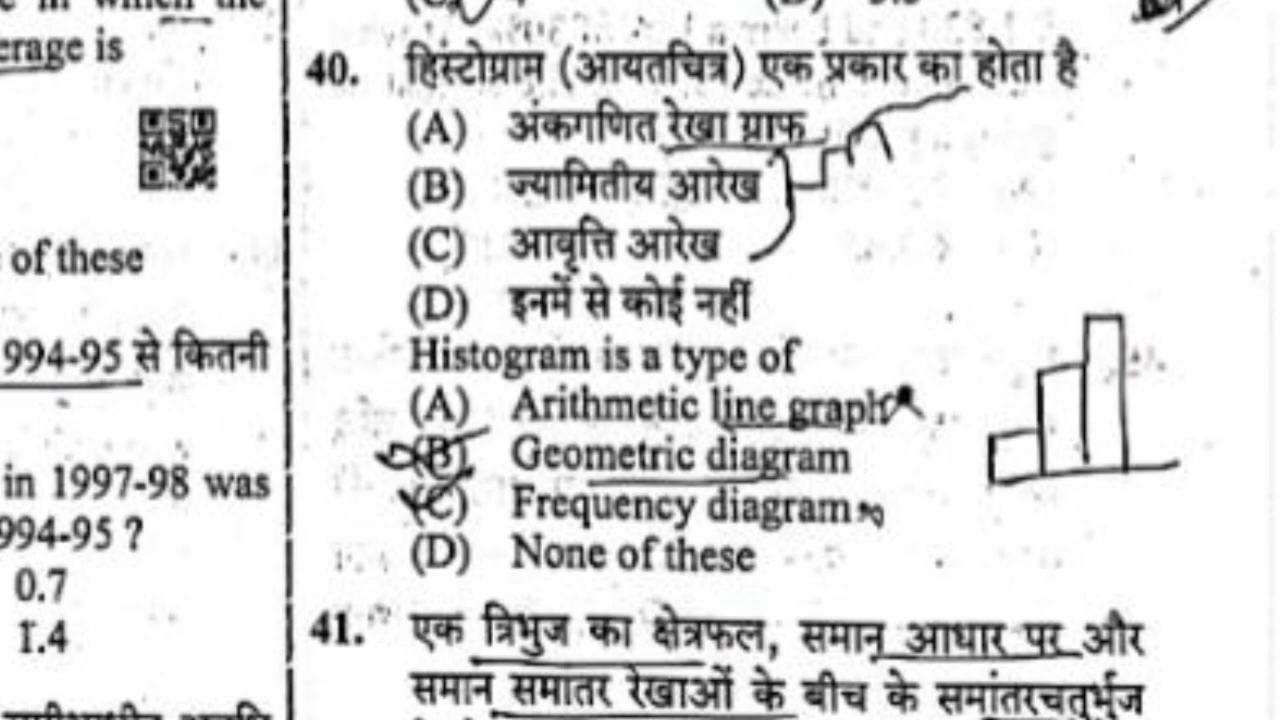 erage is
of these
994-95 से कितनी
in 1997-98 was
994-95 ?
0.7
1.4
40. हिस्टोग्राम (आयतचित्र) एक प्रकार का होता है
(A) अंकगणित रेखा ग्राफ
(B) ज्यामितीय आरेख
(C) आवृत्ति आरेख
(D) इनमें से कोई नहीं
Histogram is a type of
(A) Arithmetic line graph
(B) Geometric diagram
(C) Frequency diagram
(D) None of these
41. एक त्रिभुज का क्षेत्रफल, समान आधार पर और
समान समातर रेखाओं के बीच के समांतरचतुर्भुज